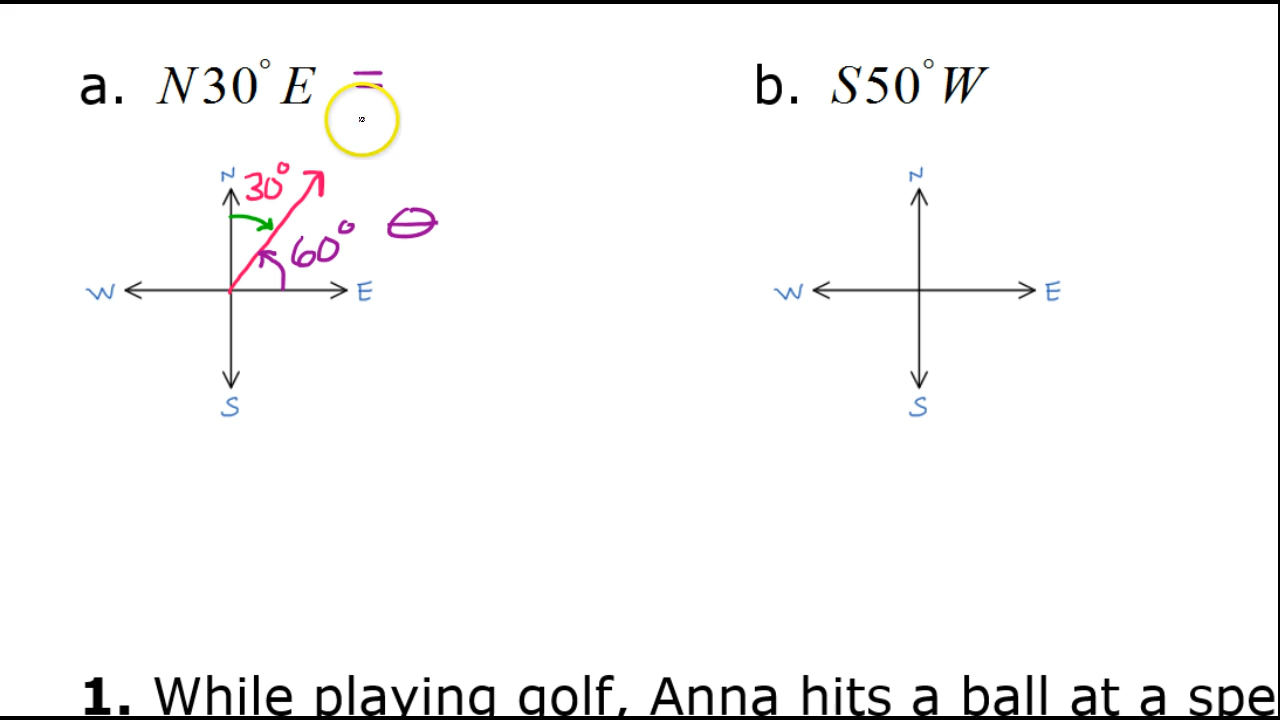 a. N30° E =
b. S50° W
N 30°
60° θ
W E
S
N
W E
S
1. While playing golf, Anna hits a ball at a spe